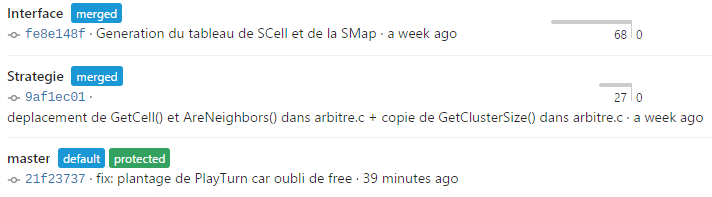 Interface merged
fe8e148f · Generation du tableau de SCell et de la SMap · a week ago
68 0
Strategie merged
9af1ec01 ·
27 0
deplacement de GetCell() et AreNeighbors() dans arbitre.c + copie de GetClusterSize() dans arbitre.c · a week ago
master default protected
21f23737 · fix: plantage de PlayTurn car oubli de free · 39 minutes ago